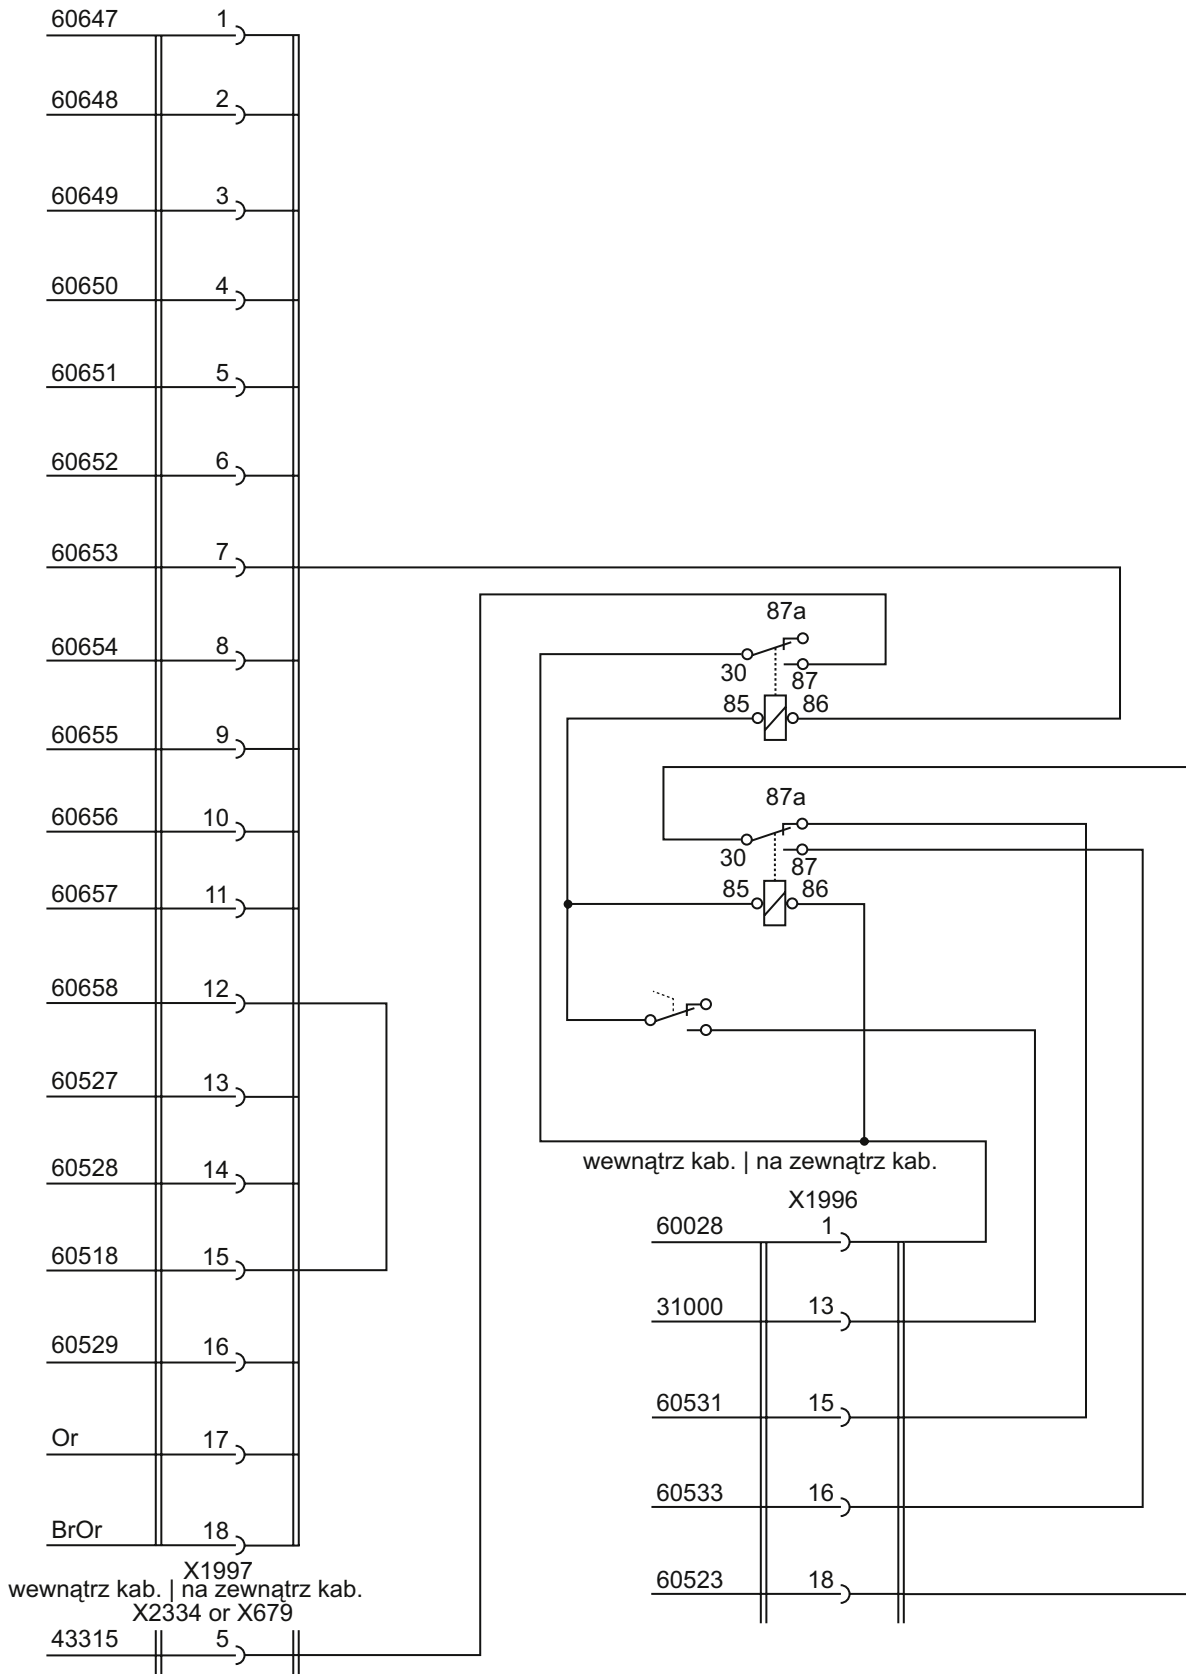 60647 1
60648 2
60649 3
60650 4
60651 5
60652 6
60653 7
60654 8
60655 9
60656 10
60657 11
60658 12
60527 13
60528 14
60518 15
60529 16
Or 17
BrOr 18
X1997
wewnątrz kab. | na zewnątrz kab.
X2334 or X679
43315 5
87a
30 87
85 86
87a
30 87
85 86
wewnątrz kab. | na zewnątrz kab.
X1996
60028 1
31000 13
60531 15
60533 16
60523 18